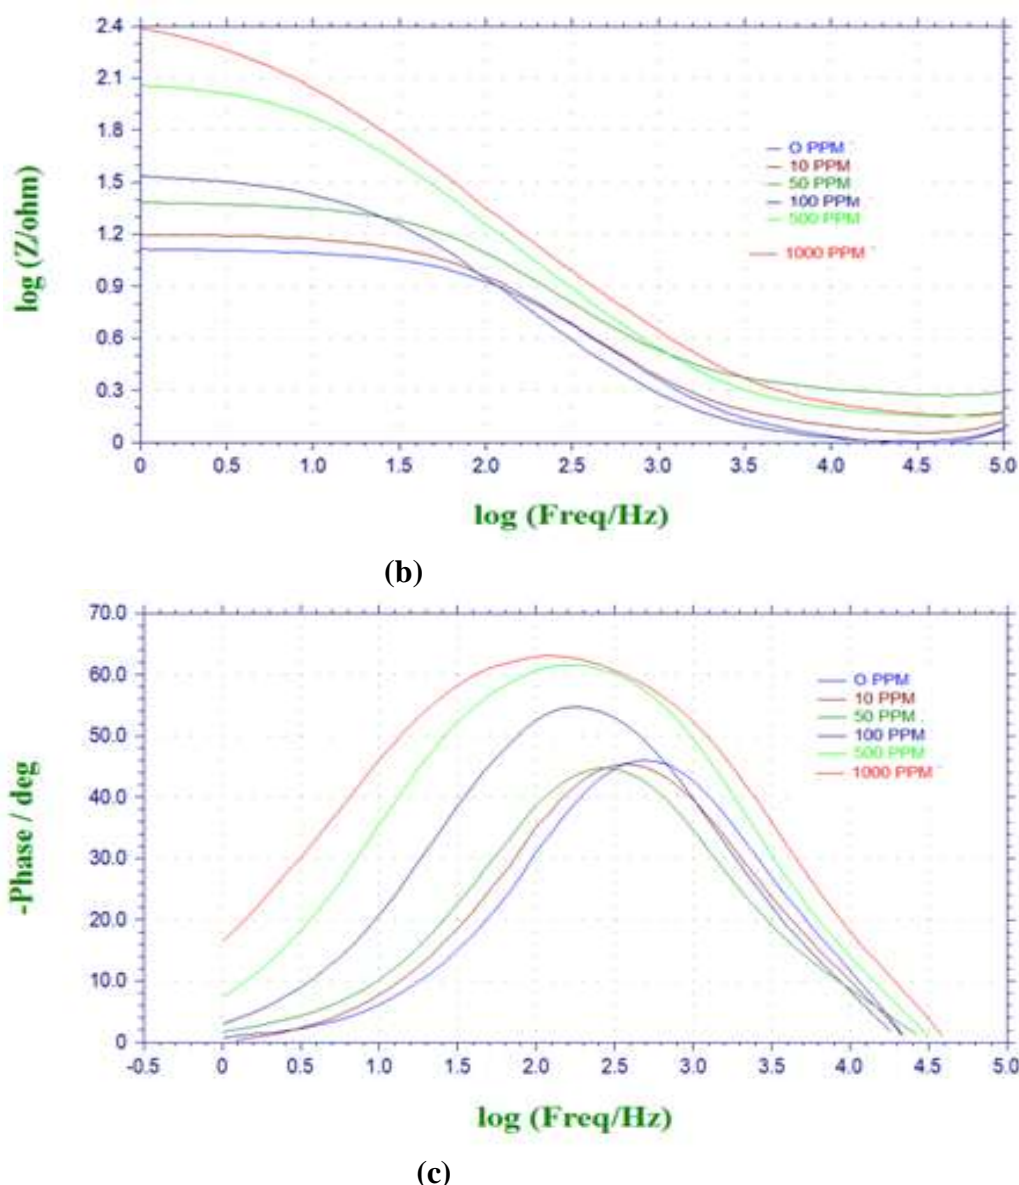 2.4
2.1
1.8
1.5
1.2
0.9
0.6
0.3
0
log (Z/ohm)
O PPM
10 PPM
50 PPM
100 PPM
500 PPM
1000 PPM
0 0.5 1.0 1.5 2.0 2.5 3.0 3.5 4.0 4.5 5.0
log (Freq/Hz)
(b)
70.0
60.0
50.0
40.0
30.0
20.0
10.0
0
-Phase / deg
O PPM
10 PPM
50 PPM
100 PPM
500 PPM
1000 PPM
-0.5 0 0.5 1.0 1.5 2.0 2.5 3.0 3.5 4.0 4.5 5.0
log (Freq/Hz)
(c)